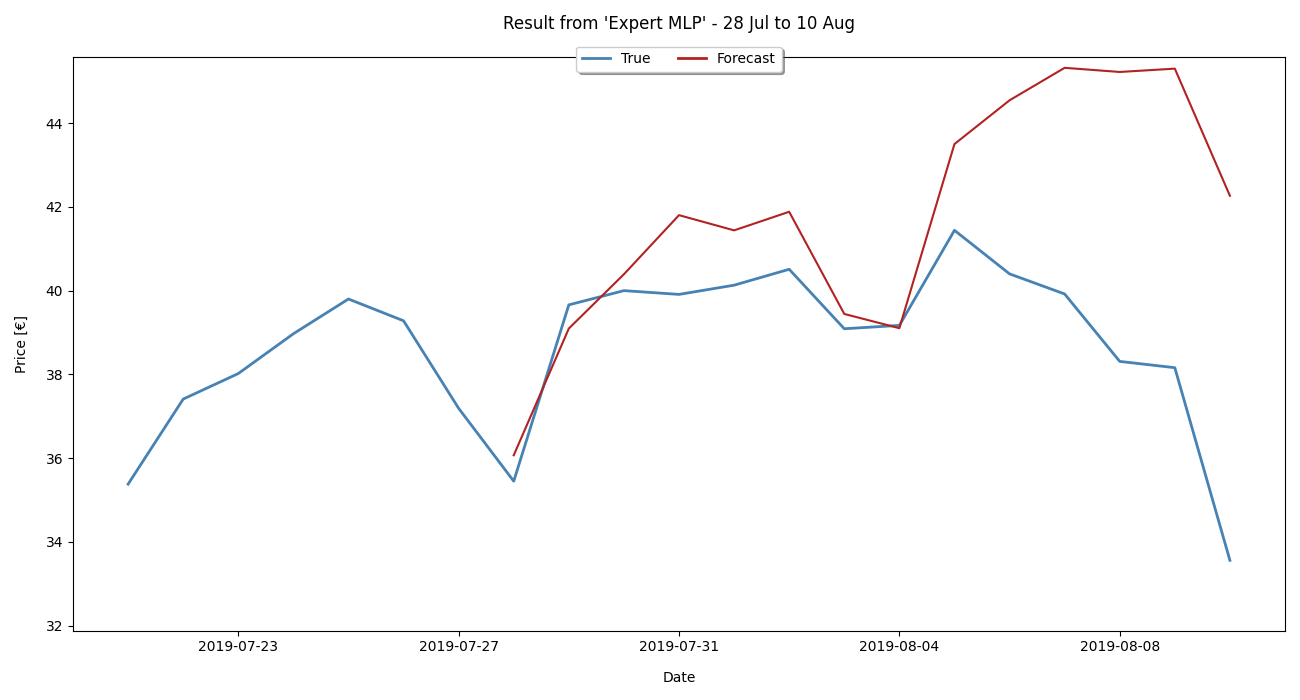 Result from 'Expert MLP' - 28 Jul to 10 Aug
True Forecast
Price [€]
44
42
40
38
36
34
32
2019-07-23 2019-07-27 2019-07-31 2019-08-04 2019-08-08
Date